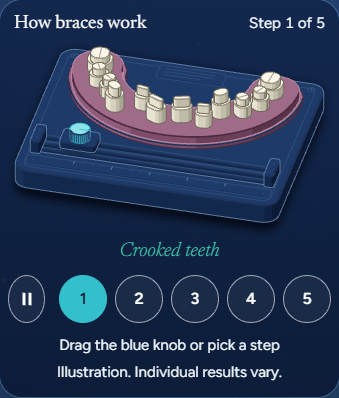 How braces work
Step 1 of 5
Crooked teeth
1 2 3 4 5
Drag the blue knob or pick a step
Illustration. Individual results vary.